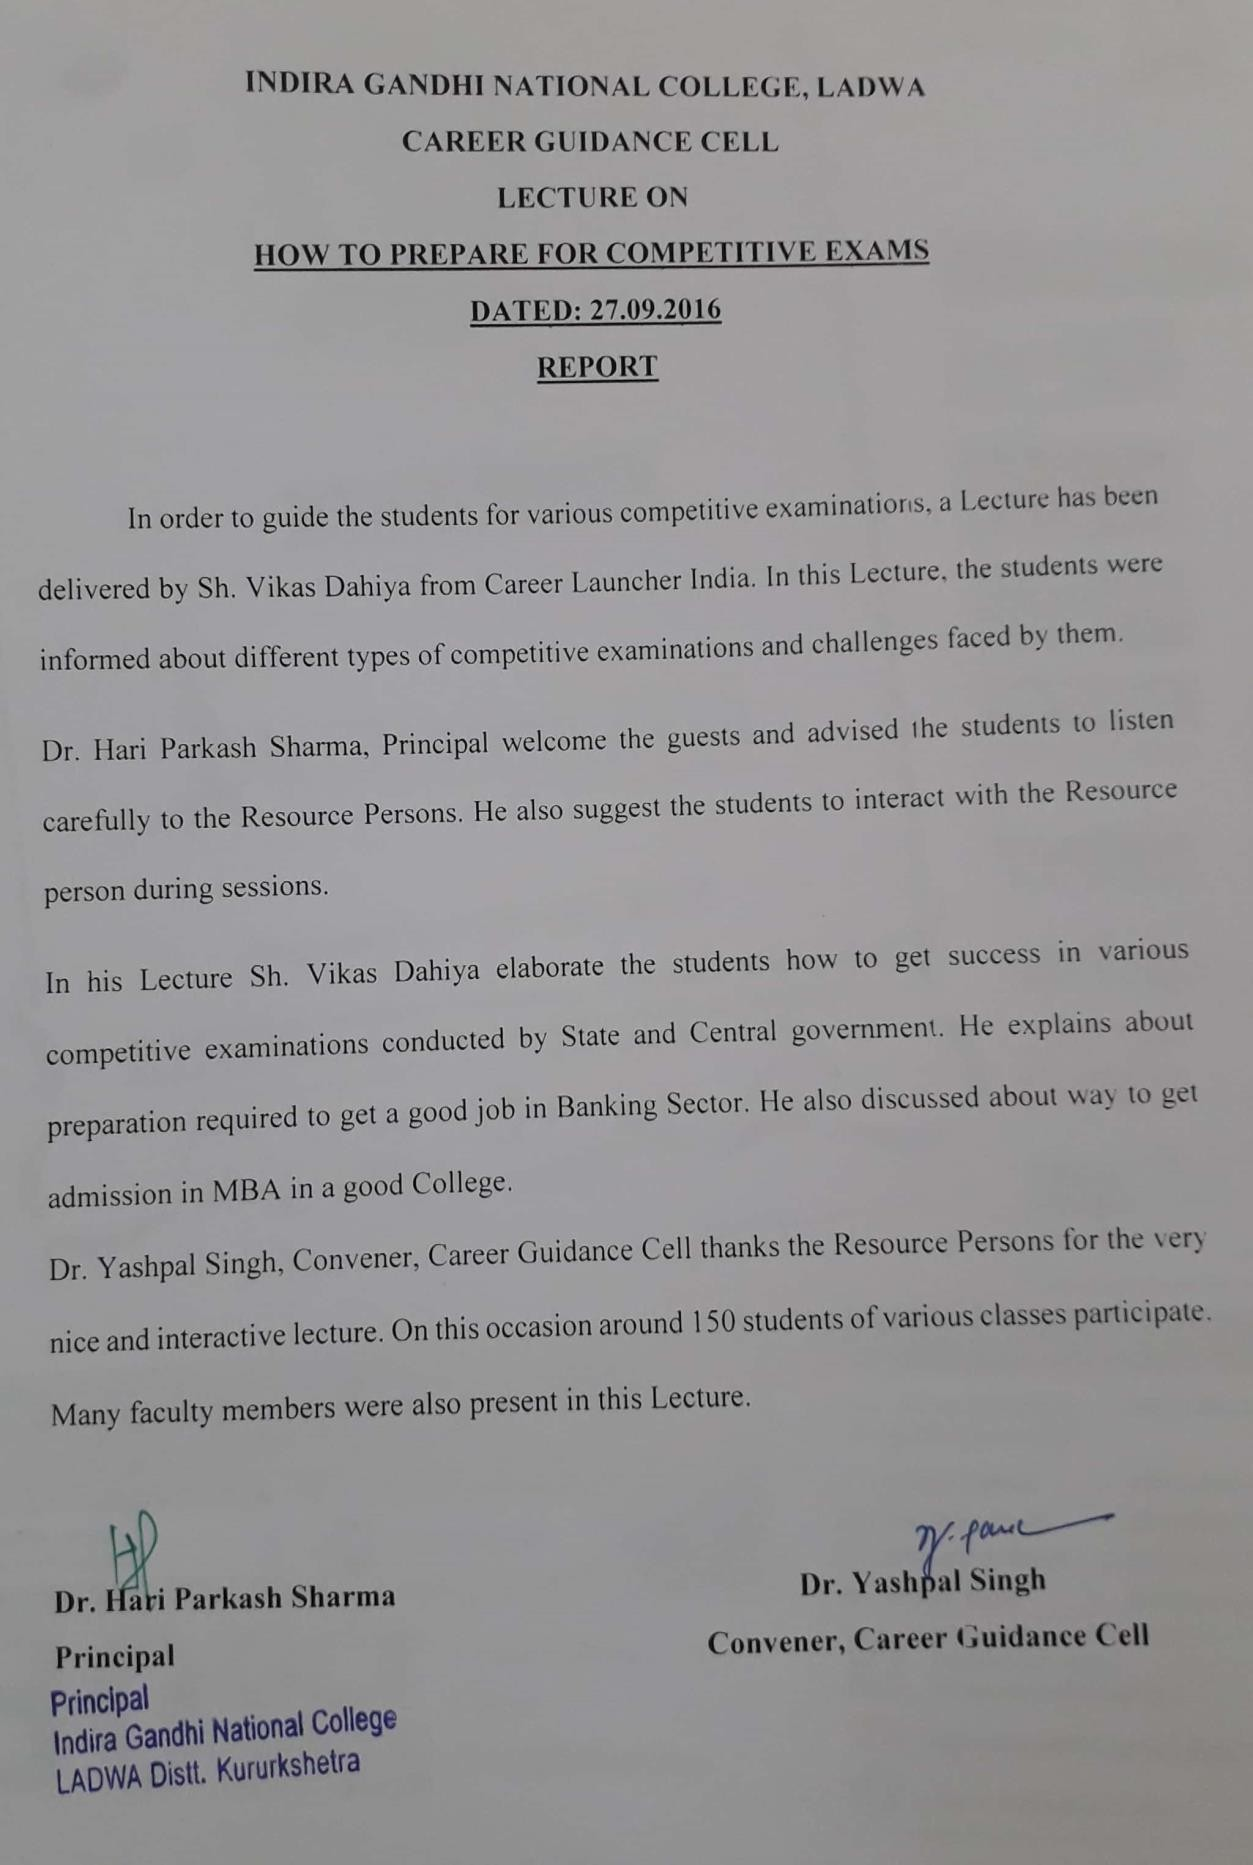 INDIRA GANDHI NATIONAL COLLEGE, LADWA
CAREER GUIDANCE CELL
LECTURE ON
HOW TO PREPARE FOR COMPETITIVE EXAMS
DATED: 27.09.2016
REPORT
In order to guide the students for various competitive examinations, a Lecture has been
delivered by Sh. Vikas Dahiya from Career Launcher India. In this Lecture, the students were
informed about different types of competitive examinations and challenges faced by them.
Dr. Hari Parkash Sharma, Principal welcome the guests and advised the students to listen
carefully to the Resource Persons. He also suggest the students to interact with the Resource
person during sessions.
In his Lecture Sh. Vikas Dahiya elaborate the students how to get success in various
competitive examinations conducted by State and Central government. He explains about
preparation required to get a good job in Banking Sector. He also discussed about way to get
admission in MBA in a good College.
Dr. Yashpal Singh, Convener, Career Guidance Cell thanks the Resource Persons for the very
nice and interactive lecture. On this occasion around 150 students of various classes participate.
Many faculty members were also present in this Lecture.
Dr. Hari Parkash Sharma
Principal
Principal
Indira Gandhi National College
LADWA Distt. Kururkshetra
Dr. Yashpal Singh
Convener, Career Guidance Cell